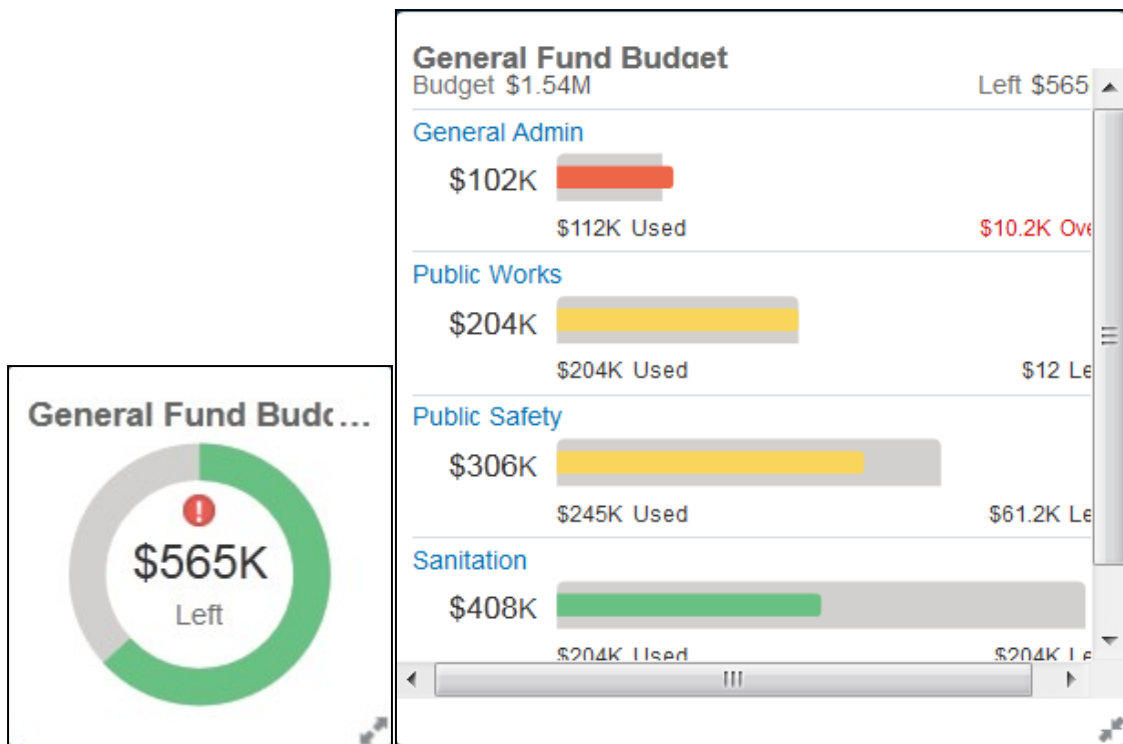 General Fund Budg...
!
$565K
Left
General Fund Budget
Budget $1.54M Left $565
General Admin
$102K
$112K Used $10.2K Ove
Public Works
$204K
$204K Used $12 Le
Public Safety
$306K
$245K Used $61.2K Le
Sanitation
$408K
$204K Used $204K Le